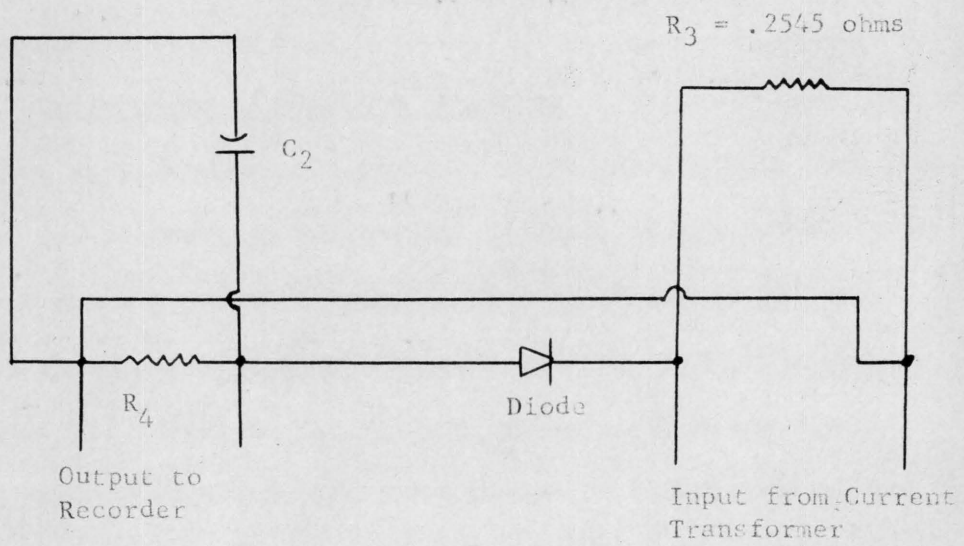 R3 = .2545 ohms
C2
R4
Diode
Output to
Recorder
Input from Current
Transformer